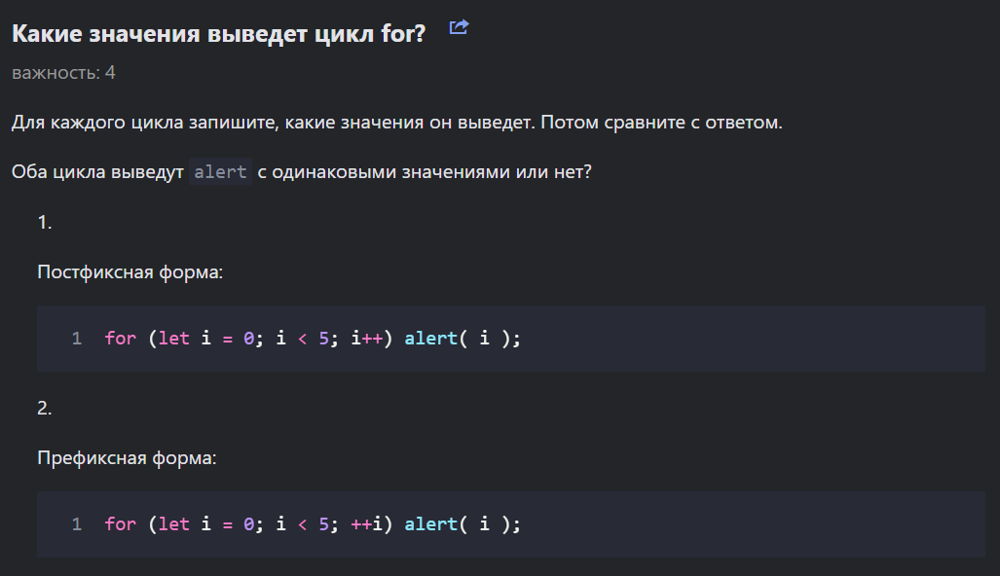 Какие значения выведет цикл for?
важность: 4
Для каждого цикла запишите, какие значения он выведет. Потом сравните с ответом.
Оба цикла выведут alert с одинаковыми значениями или нет?
1.
Постфиксная форма:
1 for (let i = 0; i < 5; i++) alert( i );
2.
Префиксная форма:
1 for (let i = 0; i < 5; ++i) alert( i );